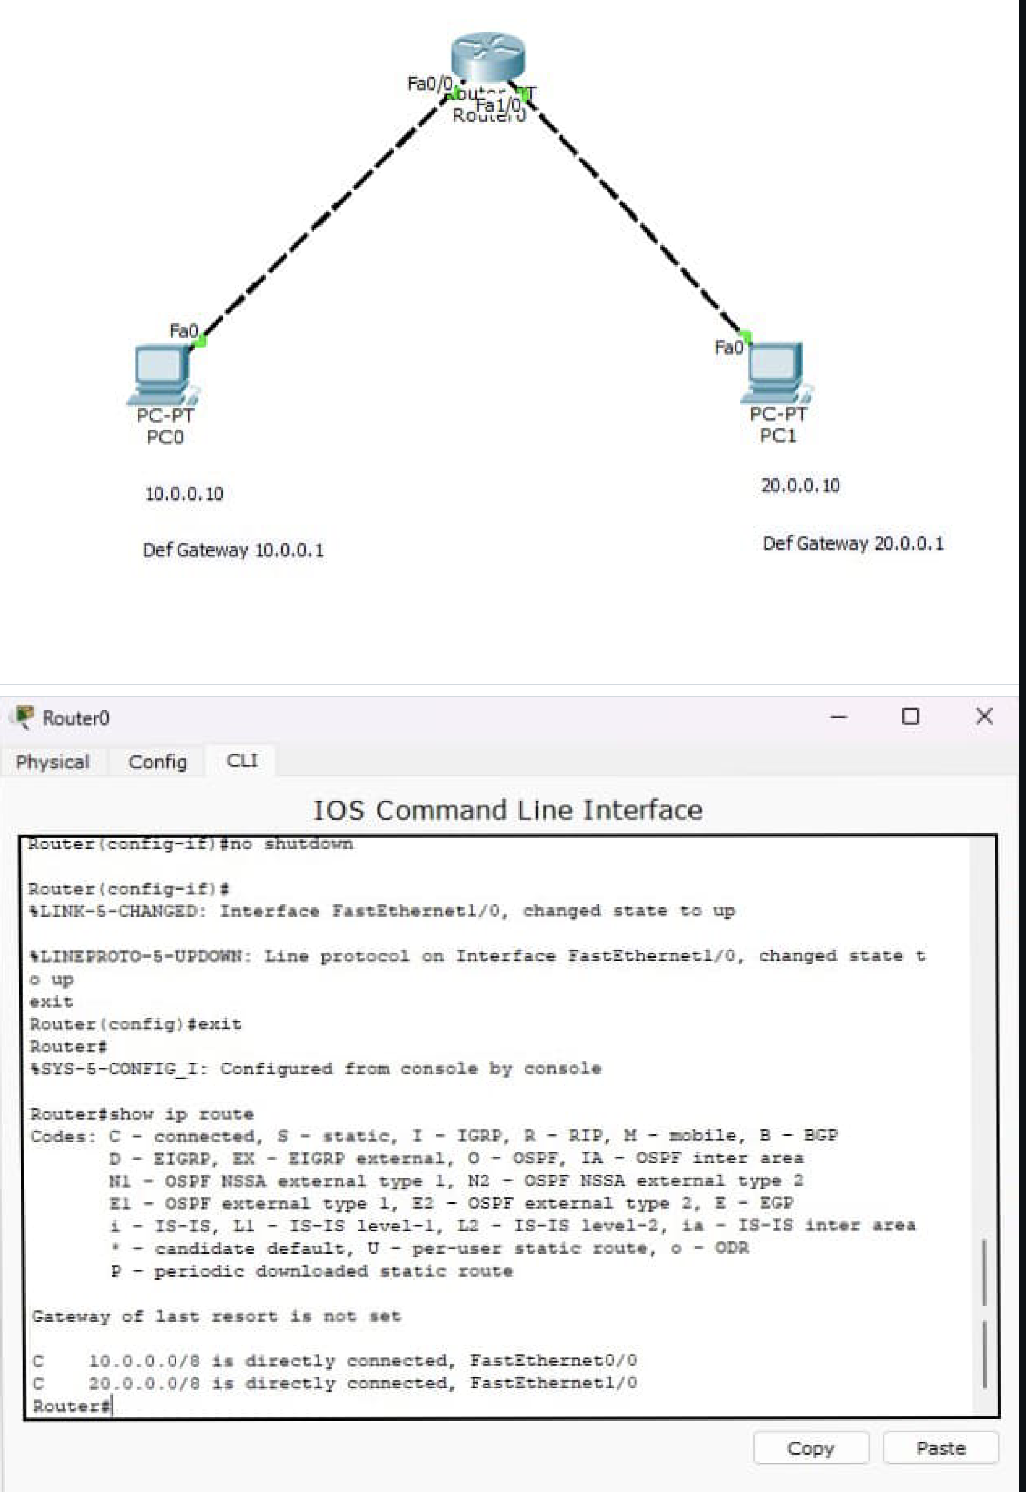 Fa0/0
Fa1/0
Router0
Fa0
PC-PT
PC0
Fa0
PC-PT
PC1
10.0.0.10
20.0.0.10
Def Gateway 10.0.0.1
Def Gateway 20.0.0.1
Router0
Physical Config CLI
IOS Command Line Interface
Router(config-if)#no shutdown
Router(config-if)#
%LINK-5-CHANGED: Interface FastEthernet1/0, changed state to up
%LINEPROTO-5-UPDOWN: Line protocol on Interface FastEthernet1/0, changed state t
o up
exit
Router(config)#exit
Router#
%SYS-5-CONFIG_I: Configured from console by console
Router#show ip route
Codes: C - connected, S - static, I - IGRP, R - RIP, M - mobile, B - BGP
D - EIGRP, EX - EIGRP external, O - OSPF, IA - OSPF inter area
N1 - OSPF NSSA external type 1, N2 - OSPF NSSA external type 2
E1 - OSPF external type 1, E2 - OSPF external type 2, E - EGP
i - IS-IS, L1 - IS-IS level-1, L2 - IS-IS level-2, ia - IS-IS inter area
* - candidate default, U - per-user static route, o - ODR
P - periodic downloaded static route
Gateway of last resort is not set
C 10.0.0.0/8 is directly connected, FastEthernet0/0
C 20.0.0.0/8 is directly connected, FastEthernet1/0
Router#
Copy Paste